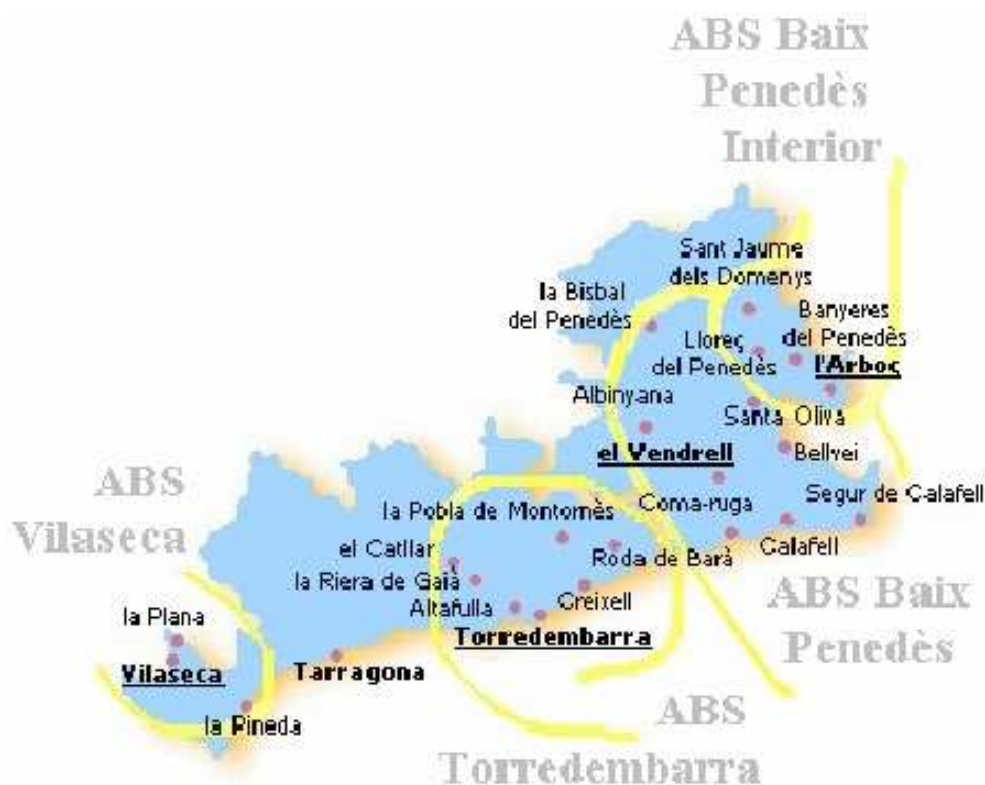 ABS Baix
Penedès
Interior
Sant Jaume
dels Domenys
la Bisbal
del Penedès
Banyeres
del Penedès
Lloreç
del Penedès
l'Arboç
Albinyana
Santa Oliva
el Vendrell
Bellvei
ABS
Vilaseca
Segur de Calafell
la Pobla de Montornès
Coma-ruga
el Catllar
Roda de Barà
Calafell
la Riera de Gaià
Altafulla
Creixell
ABS Baix
Penedès
la Plana
Torredembarra
Vilaseca
Tarragona
la Pineda
ABS
Torredembarra